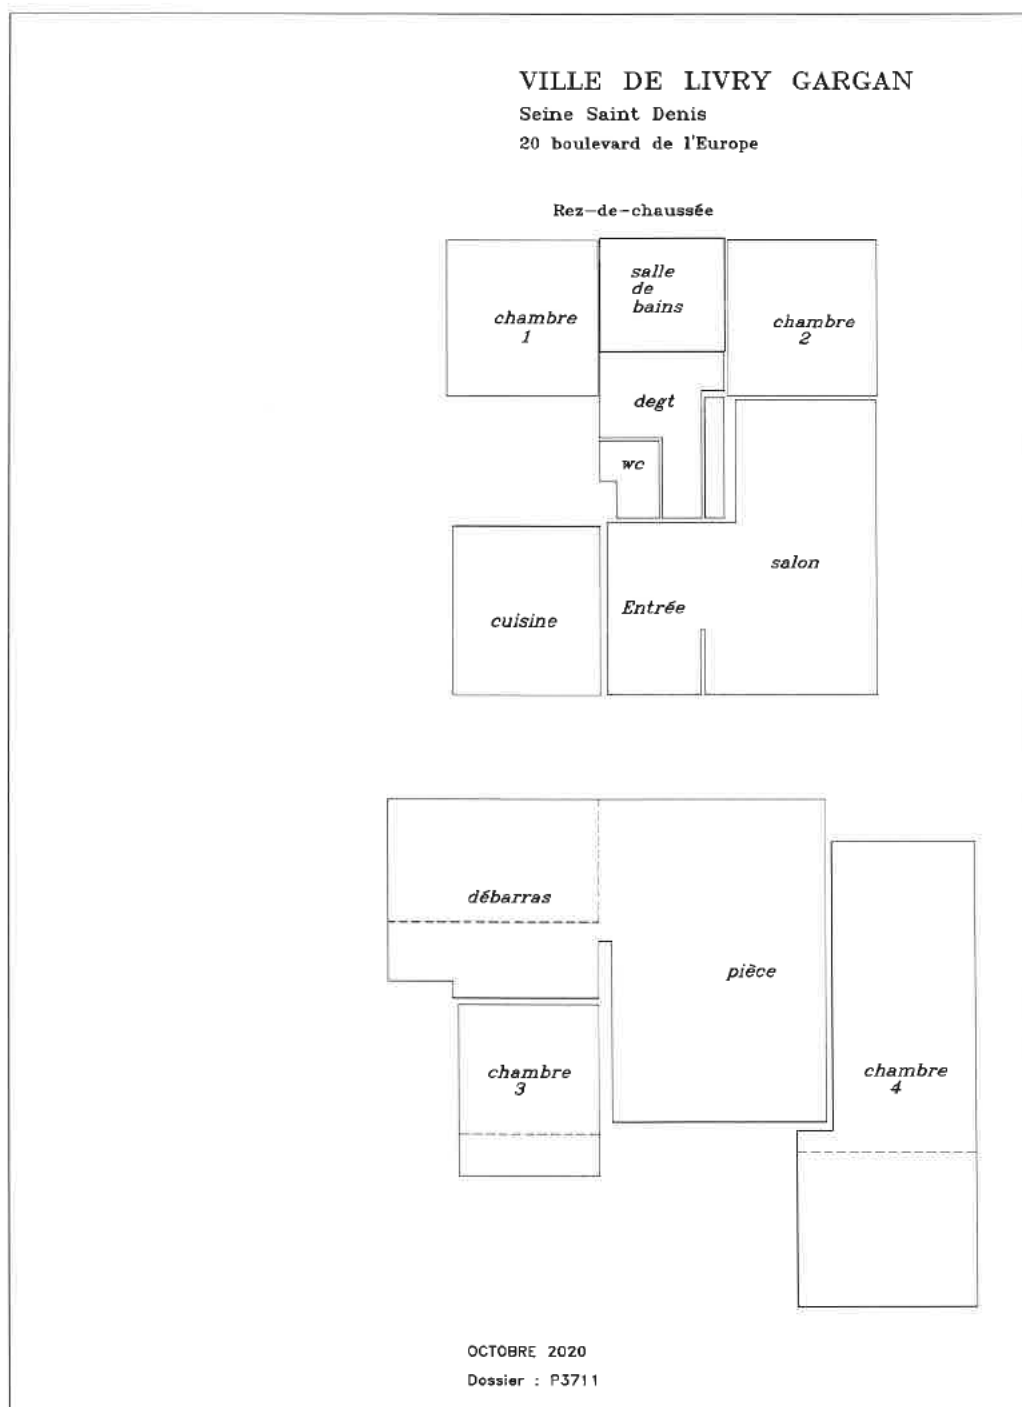 VILLE DE LIVRY GARGAN
Seine Saint Denis
20 boulevard de l'Europe
Rez-de-chaussée
salle
de
bains
chambre
1
chambre
2
degt
wc
salon
Entrée
cuisine
débarras
pièce
chambre
3
chambre
4
OCTOBRE 2020
Dossier : P3711